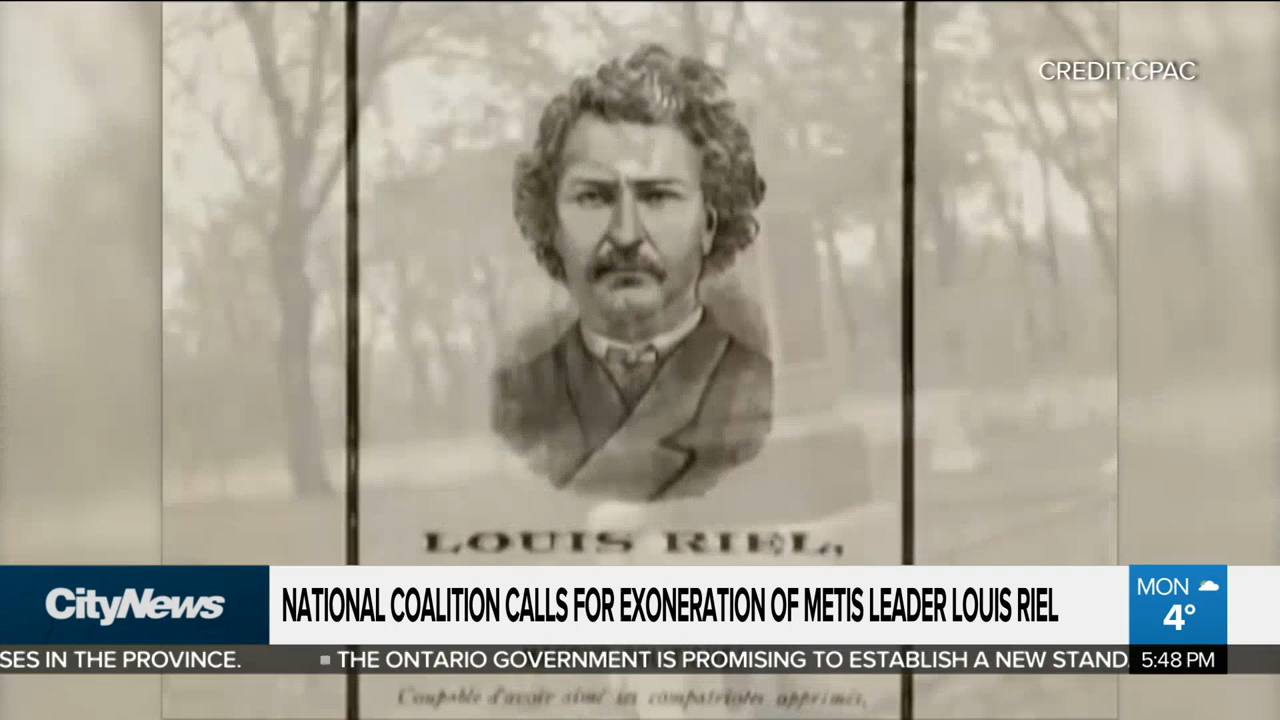 CREDIT:CPAC
LOUIS RIEL,
CityNews
NATIONAL COALITION CALLS FOR EXONERATION OF METIS LEADER LOUIS RIEL
MON
4°
SES IN THE PROVINCE.
THE ONTARIO GOVERNMENT IS PROMISING TO ESTABLISH A NEW STAND
5:48 PM
Coupable d'avoir aimé ses compatriotes opprimés,